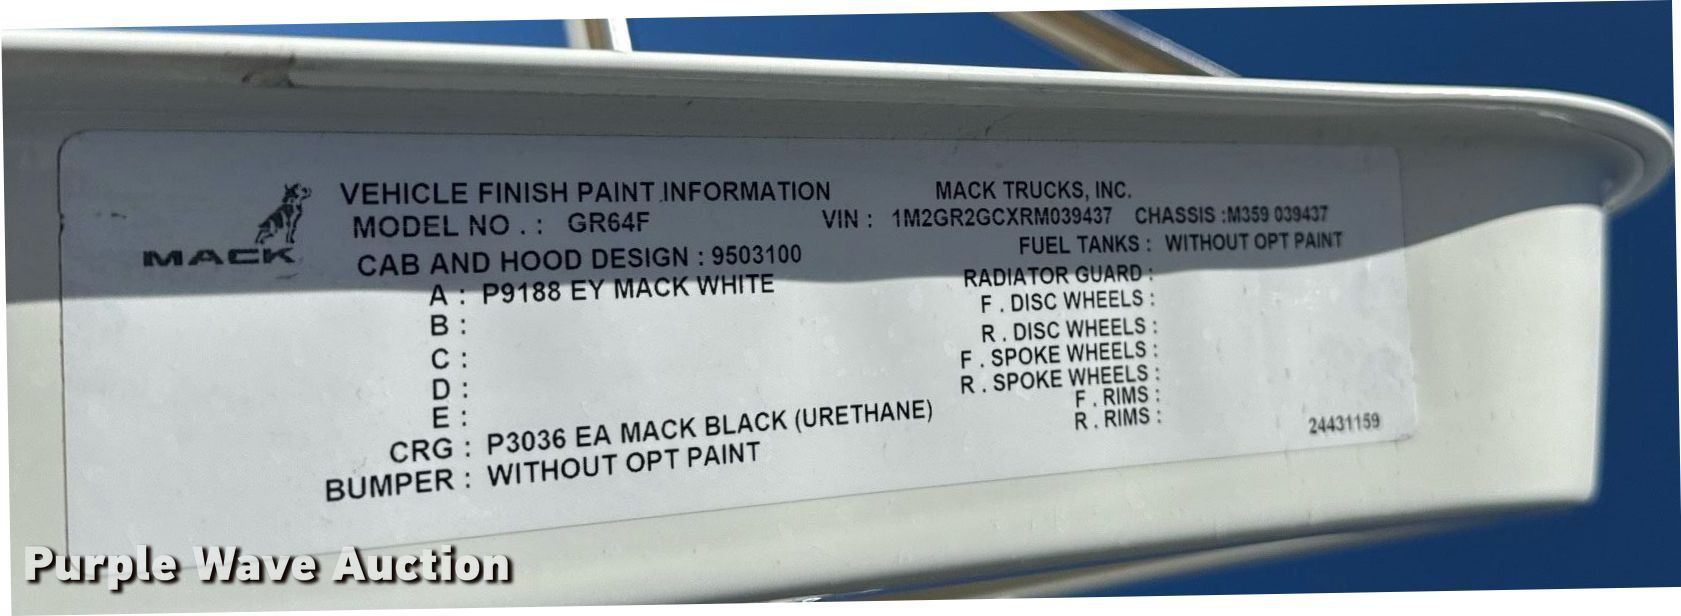 MACK
VEHICLE FINISH PAINT INFORMATION MACK TRUCKS, INC.
MODEL NO . : GR64F VIN : 1M2GR2GCXRM039437 CHASSIS :M359 039437
CAB AND HOOD DESIGN : 9503100 FUEL TANKS : WITHOUT OPT PAINT
A : P9188 EY MACK WHITE RADIATOR GUARD :
B : F . DISC WHEELS :
C : R . DISC WHEELS :
D : F . SPOKE WHEELS :
E : R . SPOKE WHEELS :
CRG : P3036 EA MACK BLACK (URETHANE) F . RIMS :
BUMPER : WITHOUT OPT PAINT R . RIMS :
24431159
Purple Wave Auction